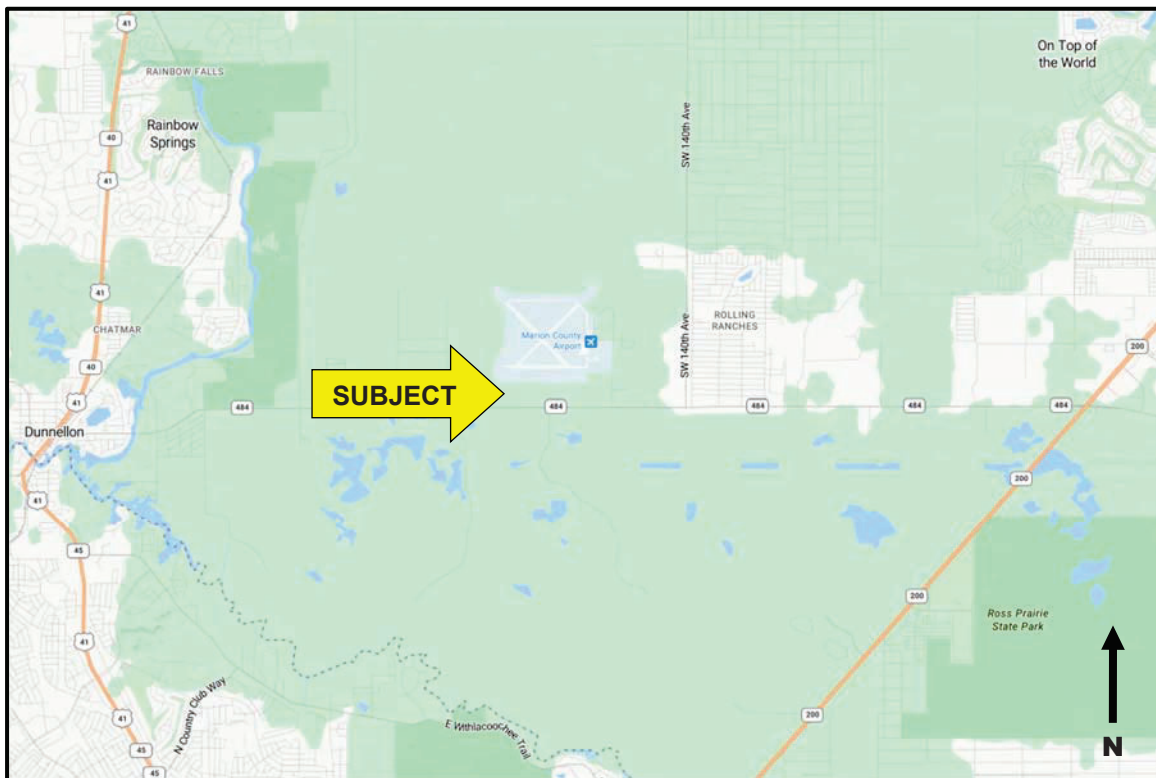 41
On Top of
the World
RAINBOW FALLS
Rainbow
Springs
40
41
SW 140th Ave
41
CHATMAR
Marion County
Airport
SW 140th Ave
ROLLING
RANCHES
200
40
41
SUBJECT
484
484
484
484
484
Dunnellon
41
200
45
200
Ross Prairie
State Park
41
N Country Club Way
41
45
45
E Withlacoochee Trail
200
N